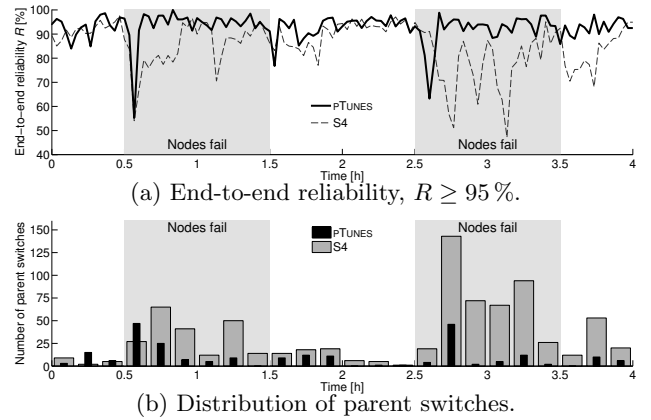 100
90
80
70
60
50
40
End-to-end reliability R [%]
pTUNES
S4
Nodes fail
Nodes fail
0 0.5 1 1.5 2 2.5 3 3.5 4
Time [h]
(a) End-to-end reliability, R ≥ 95 %.
150
125
100
75
50
25
0
Number of parent switches
Nodes fail
pTUNES
S4
Nodes fail
0 0.5 1 1.5 2 2.5 3 3.5 4
Time [h]
(b) Distribution of parent switches.